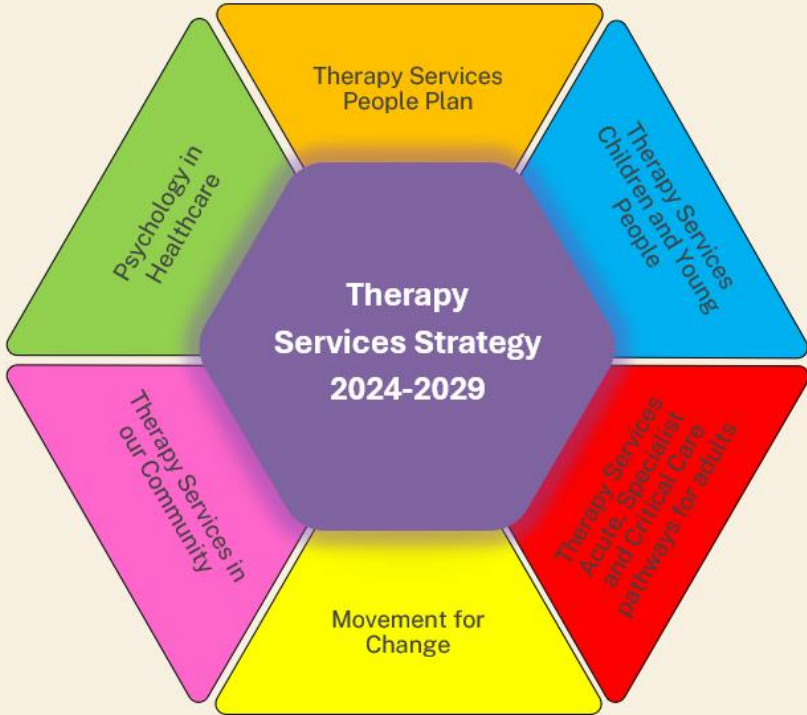 Therapy Services
People Plan
Therapy Services
Children and Young
People
Therapy Services
Acute, Specialist
and Critical Care
pathways for adults
Movement for
Change
Therapy Services in
our Community
Psychology in
Healthcare
Therapy
Services Strategy
2024-2029